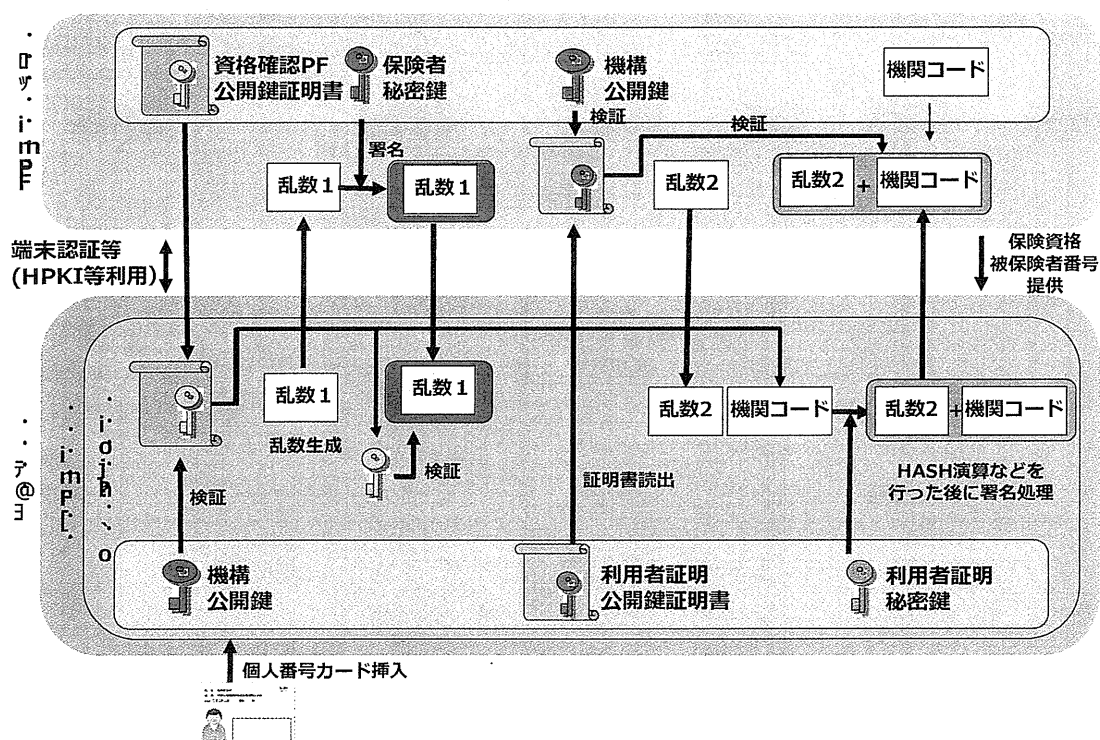 資格確認PF
公開鍵証明書
保険者
秘密鍵
機構
公開鍵
機関コード
検証
検証
署名
乱数1
乱数1
乱数2
乱数2
+
機関コード
端末認証等
(HPKI等利用)
保険資格
被保険者番号
提供
乱数1
乱数1
乱数2
機関コード
乱数2
+機関コード
乱数生成
検証
検証
証明書読出
HASH演算などを
行った後に署名処理
機構
公開鍵
利用者証明
公開鍵証明書
利用者証明
秘密鍵
個人番号カード挿入